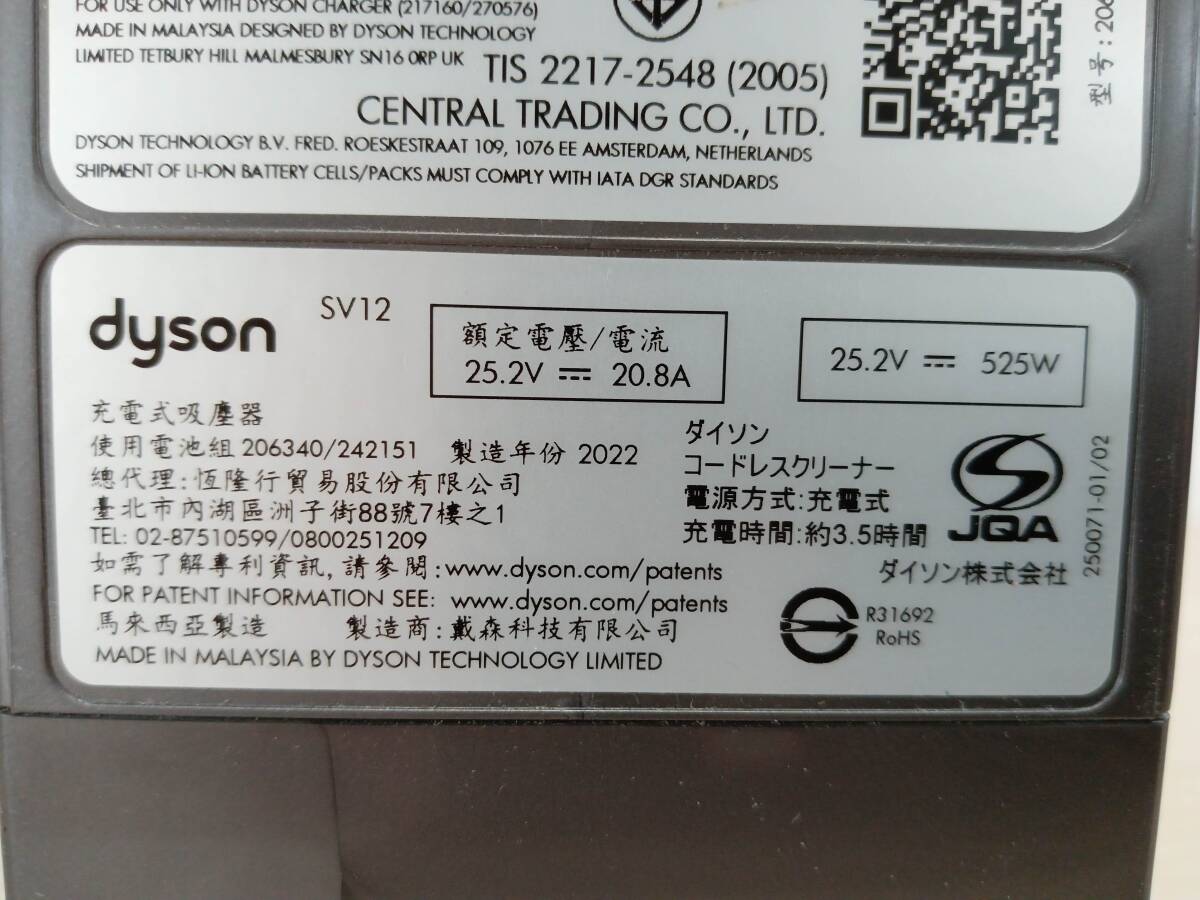 FOR USE ONLY WITH DYSON CHARGER (217160/270576)
MADE IN MALAYSIA DESIGNED BY DYSON TECHNOLOGY
LIMITED TETBURY HILL MALMESBURY SN16 0RP UK
TIS 2217-2548 (2005)
CENTRAL TRADING CO., LTD.
DYSON TECHNOLOGY B.V. FRED. ROESKESTRAAT 109, 1076 EE AMSTERDAM, NETHERLANDS
SHIPMENT OF LI-ION BATTERY CELLS/PACKS MUST COMPLY WITH IATA DGR STANDARDS
型号:206
dyson
SV12
額定電壓/電流
25.2V ⎓ 20.8A
25.2V ⎓ 525W
充電式吸塵器
使用電池組 206340/242151 製造年份 2022
總代理:恆隆行貿易股份有限公司
臺北市內湖區洲子街88號7樓之1
TEL: 02-87510599/0800251209
如需了解專利資訊,請參閱:www.dyson.com/patents
FOR PATENT INFORMATION SEE: www.dyson.com/patents
馬來西亞製造 製造商:戴森科技有限公司
MADE IN MALAYSIA BY DYSON TECHNOLOGY LIMITED
ダイソン
コードレスクリーナー
電源方式:充電式
充電時間:約3.5時間
ダイソン株式会社
JQA
250071-01/02
R31692
RoHS